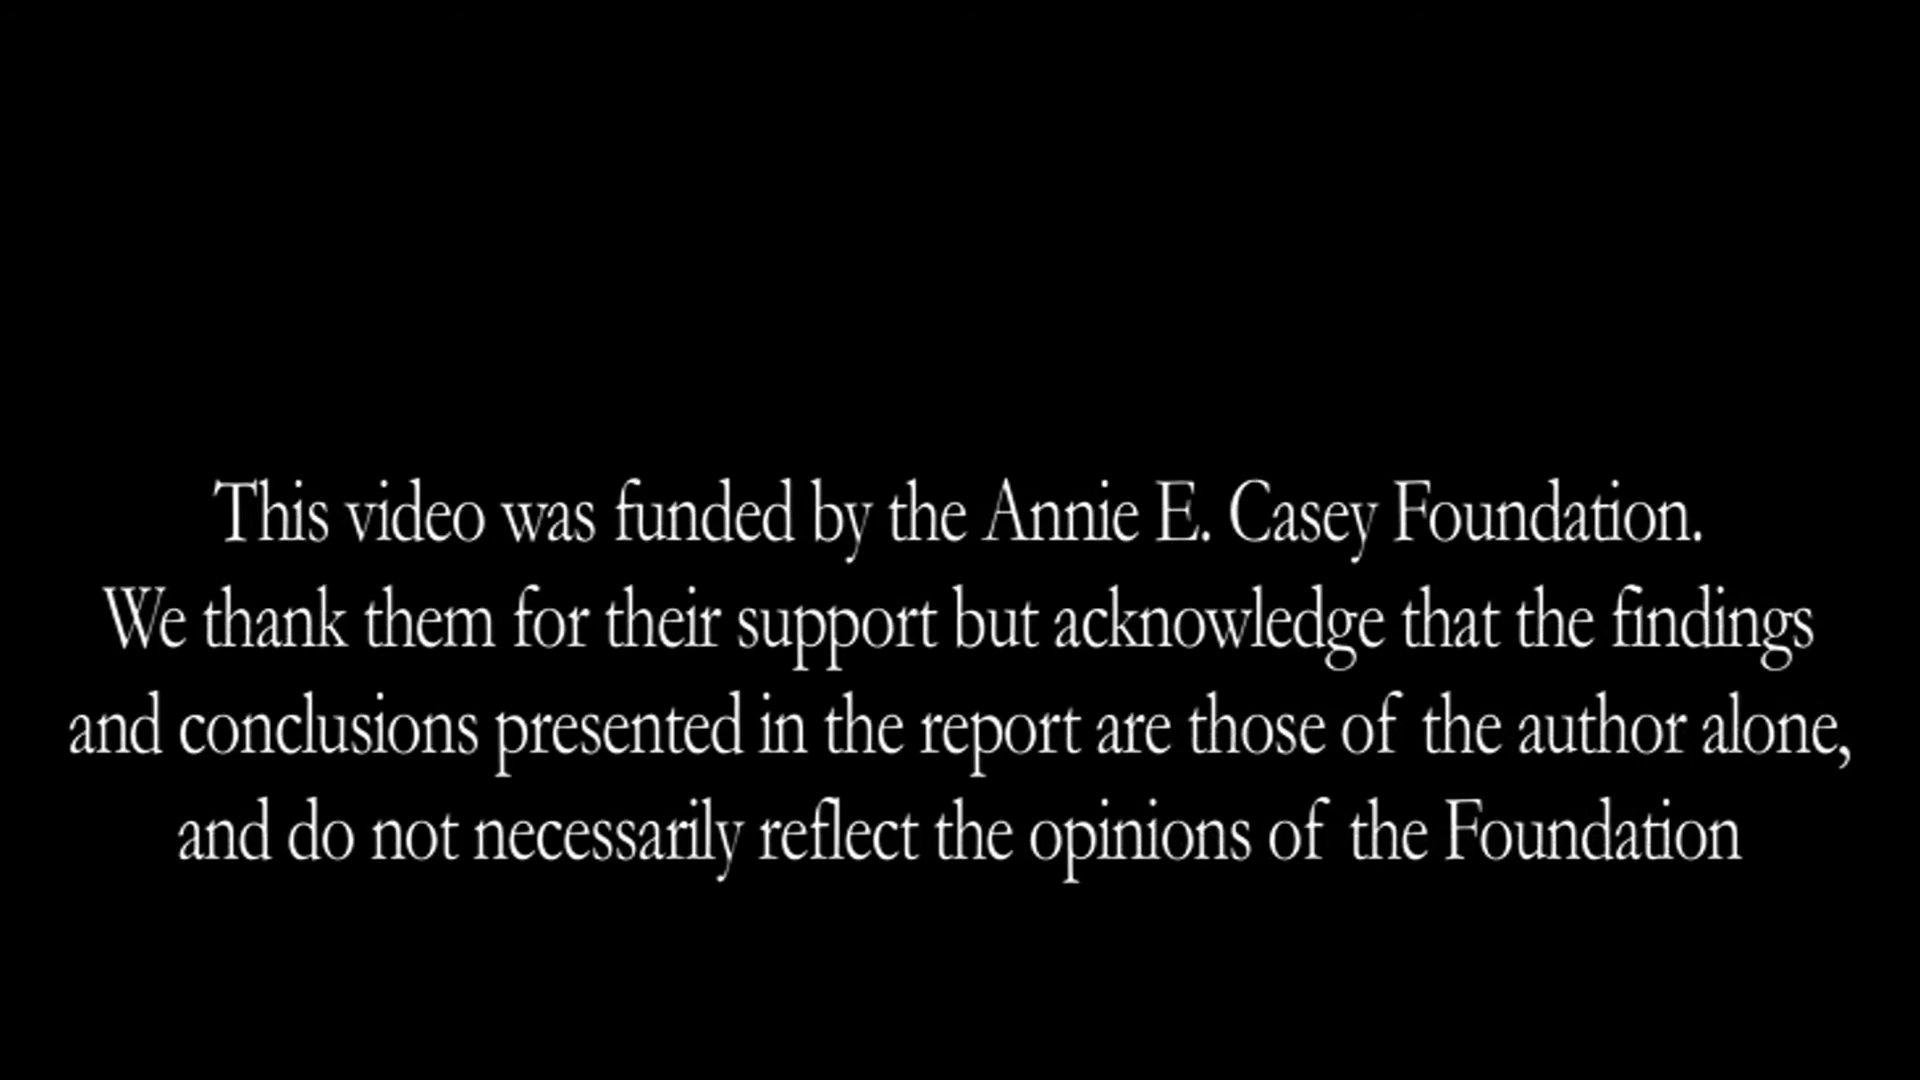 This video was funded by the Annie E. Casey Foundation.
We thank them for their support but acknowledge that the findings
and conclusions presented in the report are those of the author alone,
and do not necessarily reflect the opinions of the Foundation